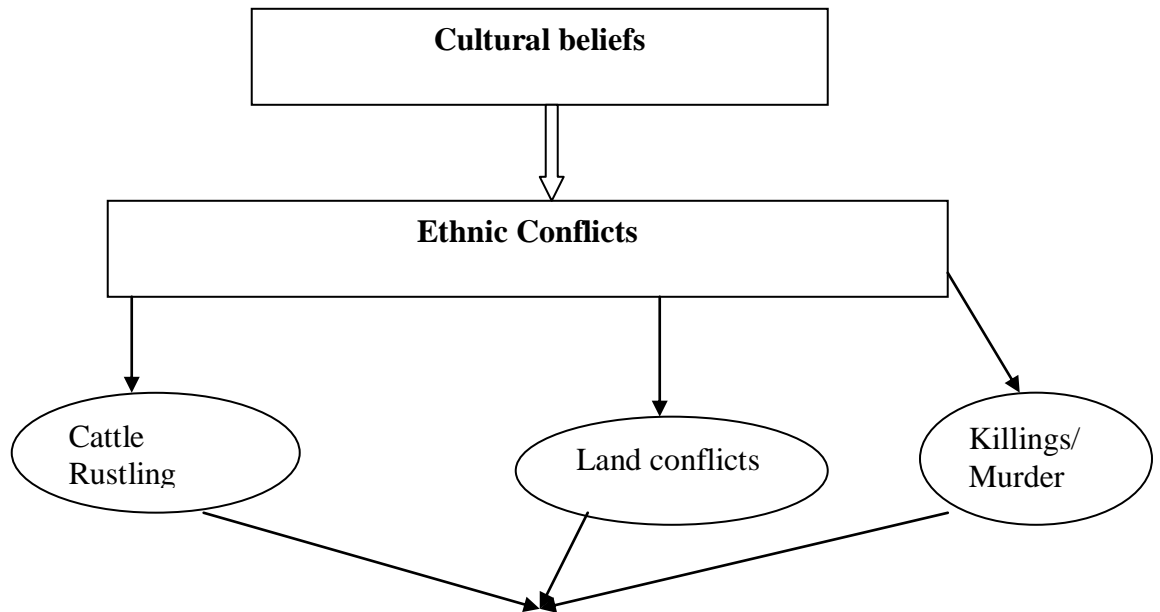 Cultural beliefs
Ethnic Conflicts
Cattle
Rustling
Land conflicts
Killings/
Murder